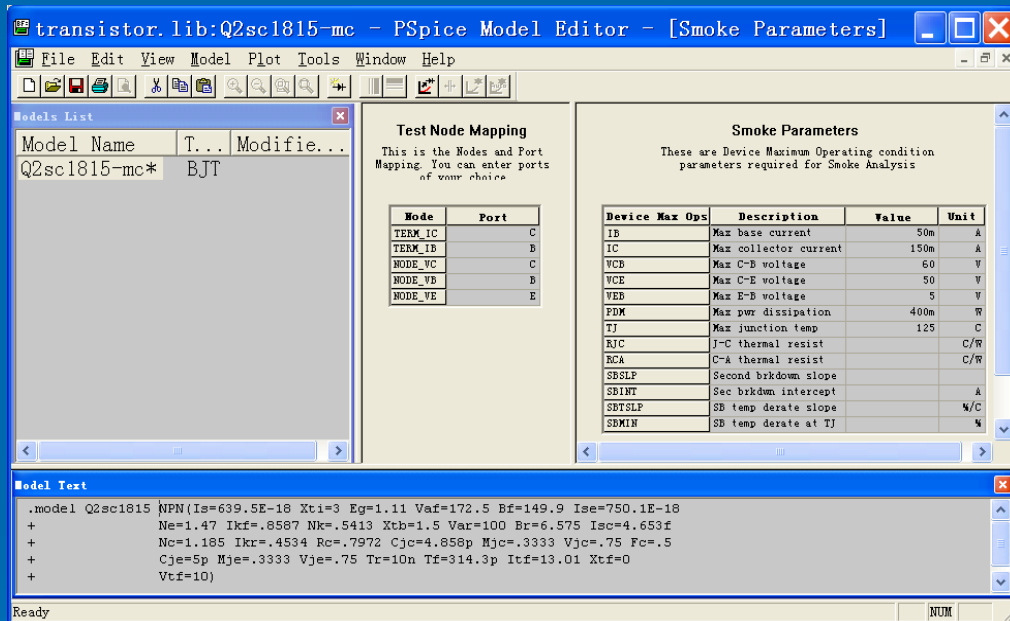 transistor.lib:Q2sc1815-mc - PSpice Model Editor - [Smoke Parameters]
File Edit View Model Plot Tools Window Help
Models List
Model Name T... Modifie...
Q2sc1815-mc* BJT
Test Node Mapping
This is the Nodes and Port
Mapping. You can enter ports
of your choice
Node Port
TERM_IC C
TERM_IB B
NODE_VC C
NODE_VB B
NODE_VE E
Smoke Parameters
These are Device Maximum Operating condition
parameters required for Smoke Analysis
Device Max Ops Description Value Unit
IB Max base current 50m A
IC Max collector current 150m A
VCB Max C-B voltage 60 V
VCE Max C-E voltage 50 V
VEB Max E-B voltage 5 V
PDM Max pwr dissipation 400m W
TJ Max junction temp 125 C
RJC J-C thermal resist C/W
RCA C-A thermal resist C/W
SBSLP Second brkdown slope
SBINT Sec brkdwn intercept A
SBTSLP SB temp derate slope %/C
SBMIN SB temp derate at TJ %
Model Text
.model Q2sc1815 NPN(Is=639.5E-18 Xti=3 Eg=1.11 Vaf=172.5 Bf=149.9 Ise=750.1E-18
+ Ne=1.47 Ikf=.8587 Nk=.5413 Xtb=1.5 Var=100 Br=6.575 Isc=4.653f
+ Nc=1.185 Ikr=.4534 Rc=.7972 Cjc=4.858p Mjc=.3333 Vjc=.75 Fc=.5
+ Cje=5p Mje=.3333 Vje=.75 Tr=10n Tf=314.3p Itf=13.01 Xtf=0
+ Vtf=10)
Ready NUM